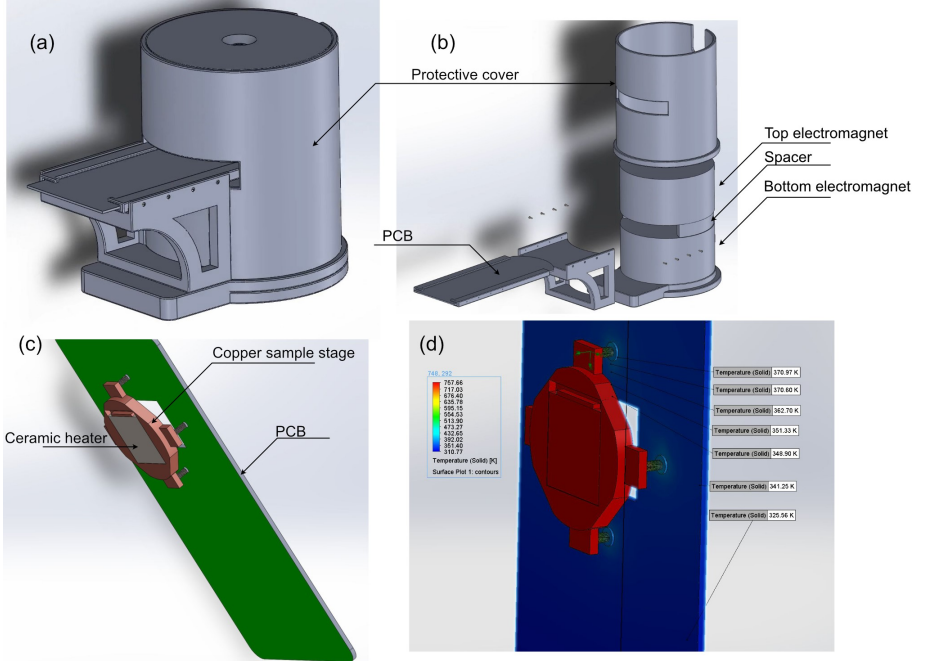 (a)
(b)
Protective cover
Top electromagnet
Spacer
Bottom electromagnet
PCB
(c)
Copper sample stage
Ceramic heater
PCB
(d)
748.292
757.66
717.03
676.40
635.78
595.15
554.53
513.90
473.27
432.65
392.02
351.40
310.77
Temperature (Solid) [K]
Surface Plot 1: contours
Temperature (Solid) 370.97 K
Temperature (Solid) 370.80 K
Temperature (Solid) 362.70 K
Temperature (Solid) 351.33 K
Temperature (Solid) 348.90 K
Temperature (Solid) 341.25 K
Temperature (Solid) 325.56 K